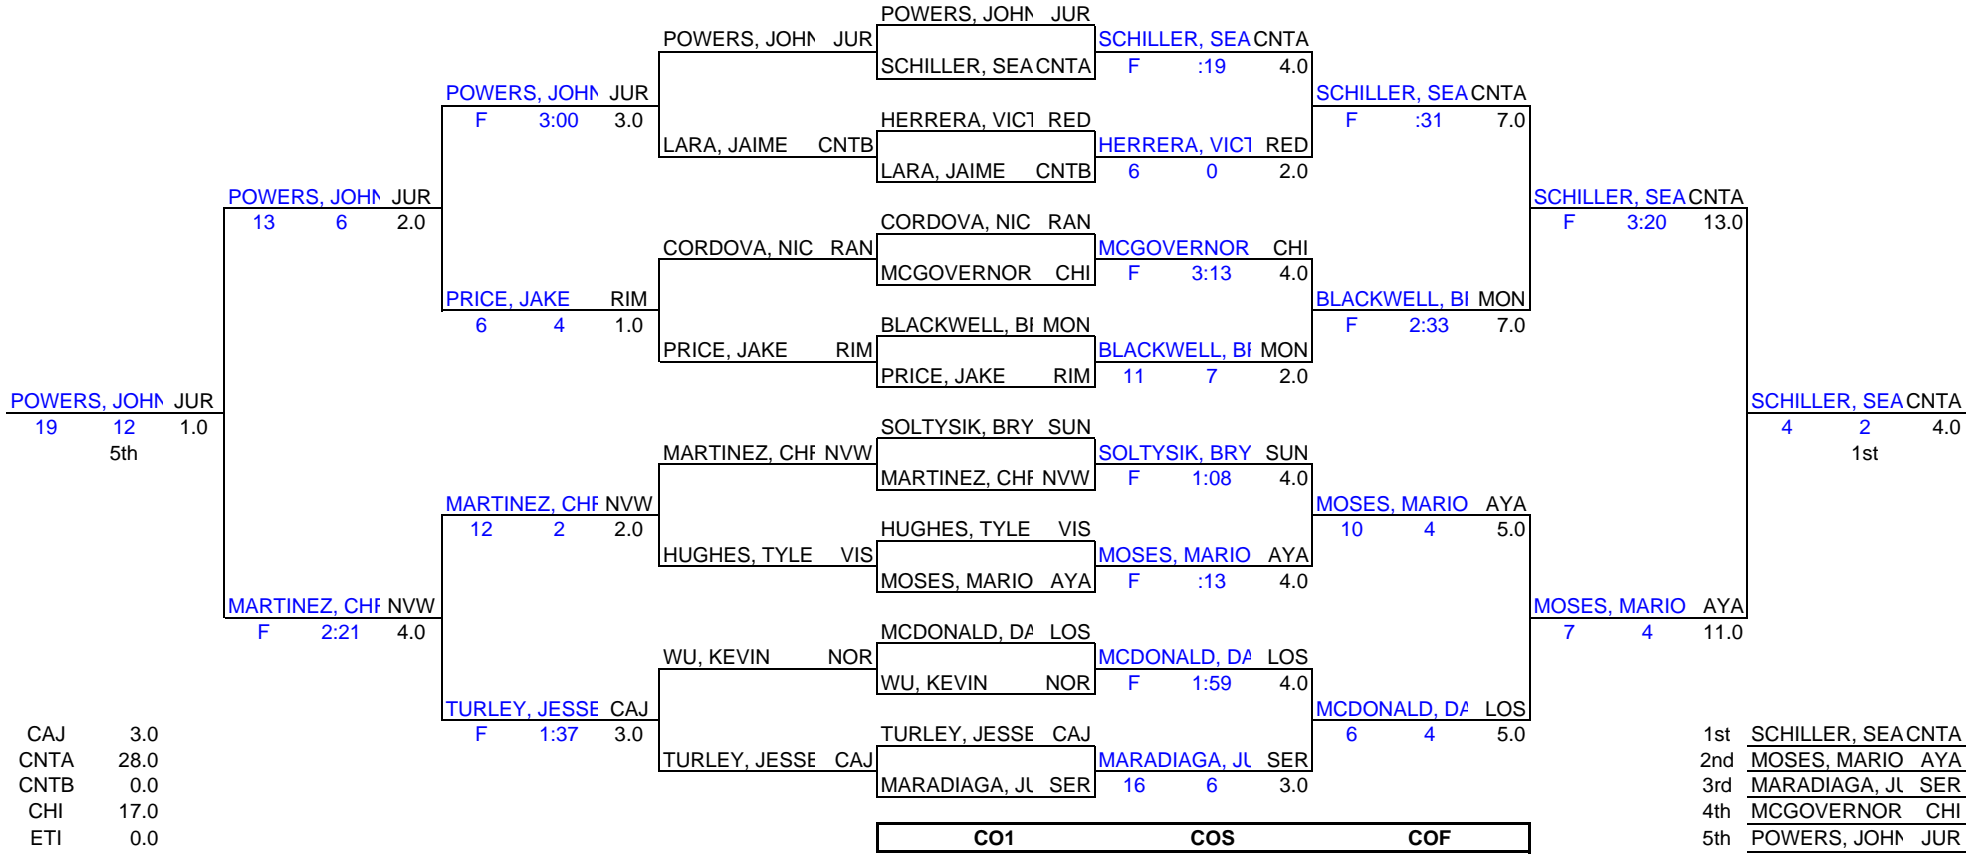 POWERS, JOHN JUR
POWERS, JOHN JUR SCHILLER, SEA CNTA
SCHILLER, SEA CNTA F :19 4.0
POWERS, JOHN JUR SCHILLER, SEA CNTA
F 3:00 3.0 HERRERA, VICT RED F :31 7.0
LARA, JAIME CNTB HERRERA, VICT RED
LARA, JAIME CNTB 6 0 2.0
POWERS, JOHN JUR SCHILLER, SEA CNTA
13 6 2.0 CORDOVA, NIC RAN F 3:20 13.0
CORDOVA, NIC RAN MCGOVERNOR CHI
MCGOVERNOR CHI F 3:13 4.0
PRICE, JAKE RIM BLACKWELL, BI MON
6 4 1.0 BLACKWELL, BI MON F 2:33 7.0
PRICE, JAKE RIM BLACKWELL, BI MON
PRICE, JAKE RIM 11 7 2.0
POWERS, JOHN JUR SCHILLER, SEA CNTA
19 12 1.0 SOLTYSIK, BRY SUN 4 2 4.0
5th MARTINEZ, CHR NVW SOLTYSIK, BRY SUN 1st
MARTINEZ, CHR NVW F 1:08 4.0
MARTINEZ, CHR NVW MOSES, MARIO AYA
12 2 2.0 HUGHES, TYLE VIS 10 4 5.0
HUGHES, TYLE VIS MOSES, MARIO AYA
MOSES, MARIO AYA F :13 4.0
MARTINEZ, CHR NVW MOSES, MARIO AYA
F 2:21 4.0 MCDONALD, DA LOS 7 4 11.0
WU, KEVIN NOR MCDONALD, DA LOS
WU, KEVIN NOR F 1:59 4.0
TURLEY, JESSE CAJ MCDONALD, DA LOS
CAJ 3.0 F 1:37 3.0 TURLEY, JESSE CAJ 6 4 5.0 1st SCHILLER, SEA CNTA
CNTA 28.0 TURLEY, JESSE CAJ MARADIAGA, JU SER 2nd MOSES, MARIO AYA
CNTB 0.0 MARADIAGA, JU SER 16 6 3.0 3rd MARADIAGA, JU SER
CHI 17.0 4th MCGOVERNOR CHI
ETI 0.0 CO1 COS COF 5th POWERS, JOHN JUR